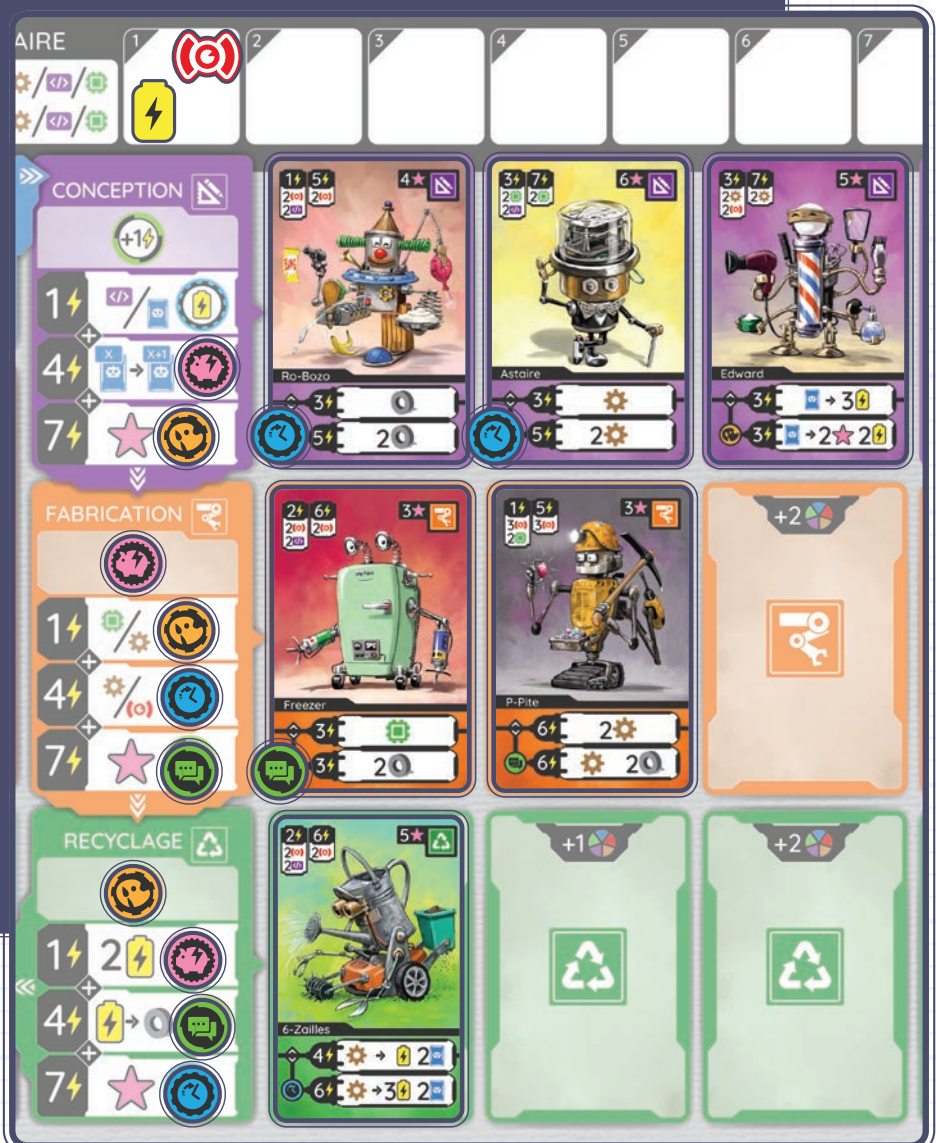 AIRE
1
2
3
4
5
6
7
</>
</>
CONCEPTION
+1
1 </> /
4 X X+1
7
FABRICATION
1 /
4 /
7
RECYCLAGE
1 2
4
7
1 5 4
2 2
2 </>
Ro-Bozo
3
5 2
3 7 6
2 2
2 </>
Astaire
3
5 2
3 7 5
2 2
2
Edward
3 3
3 2 2
2 6 3
2 2
2 </>
Freezer
3
3 2
1 5 3
3 3
2
P-Pite
6 2
6 2
+2
2 6 5
2 2
2 </>
6-Zailles
4 2
6 3 2
+1
+2